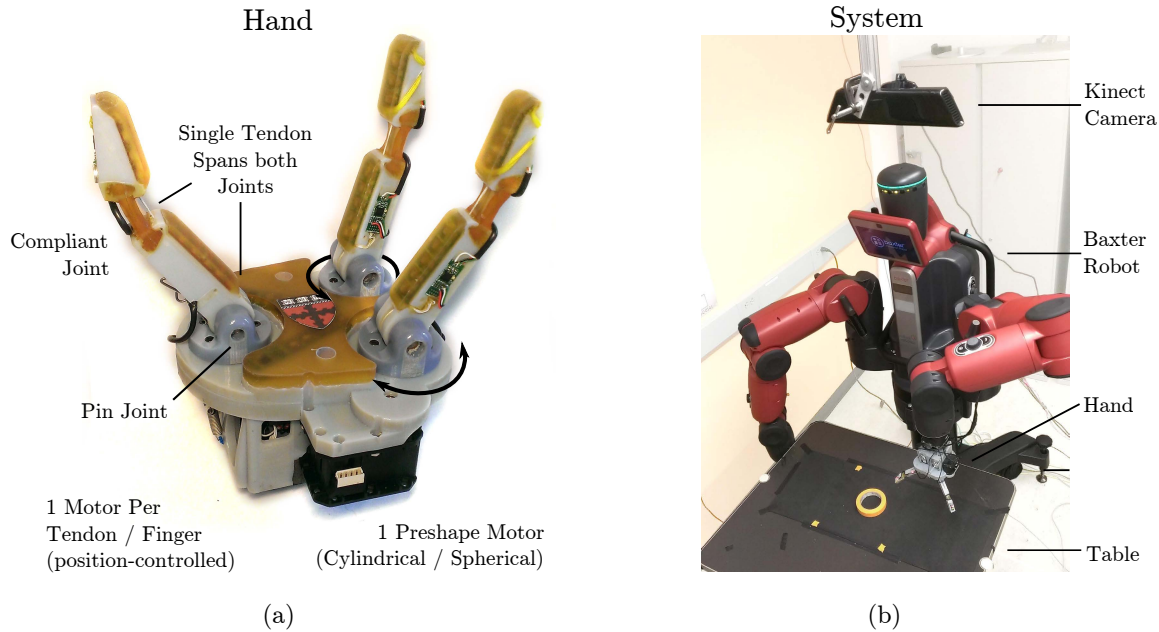 Hand
Single Tendon
Spans both
Joints
Compliant
Joint
Pin Joint
1 Motor Per
Tendon / Finger
(position-controlled)
1 Preshape Motor
(Cylindrical / Spherical)
(a)
System
Kinect
Camera
Baxter
Robot
Hand
Table
(b)